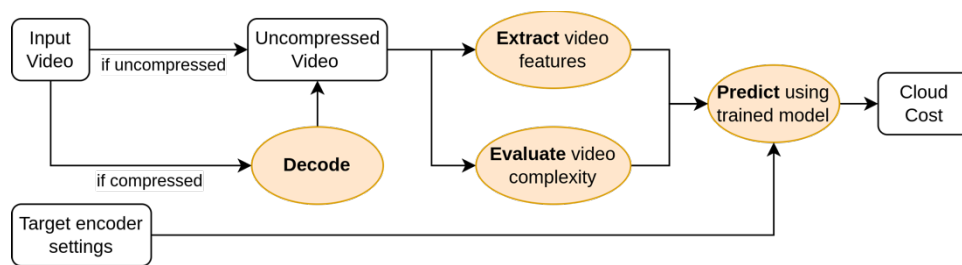 Input
Video
if uncompressed
Uncompressed
Video
Extract video
features
Predict using
trained model
Cloud
Cost
Decode
if compressed
Evaluate video
complexity
Target encoder
settings